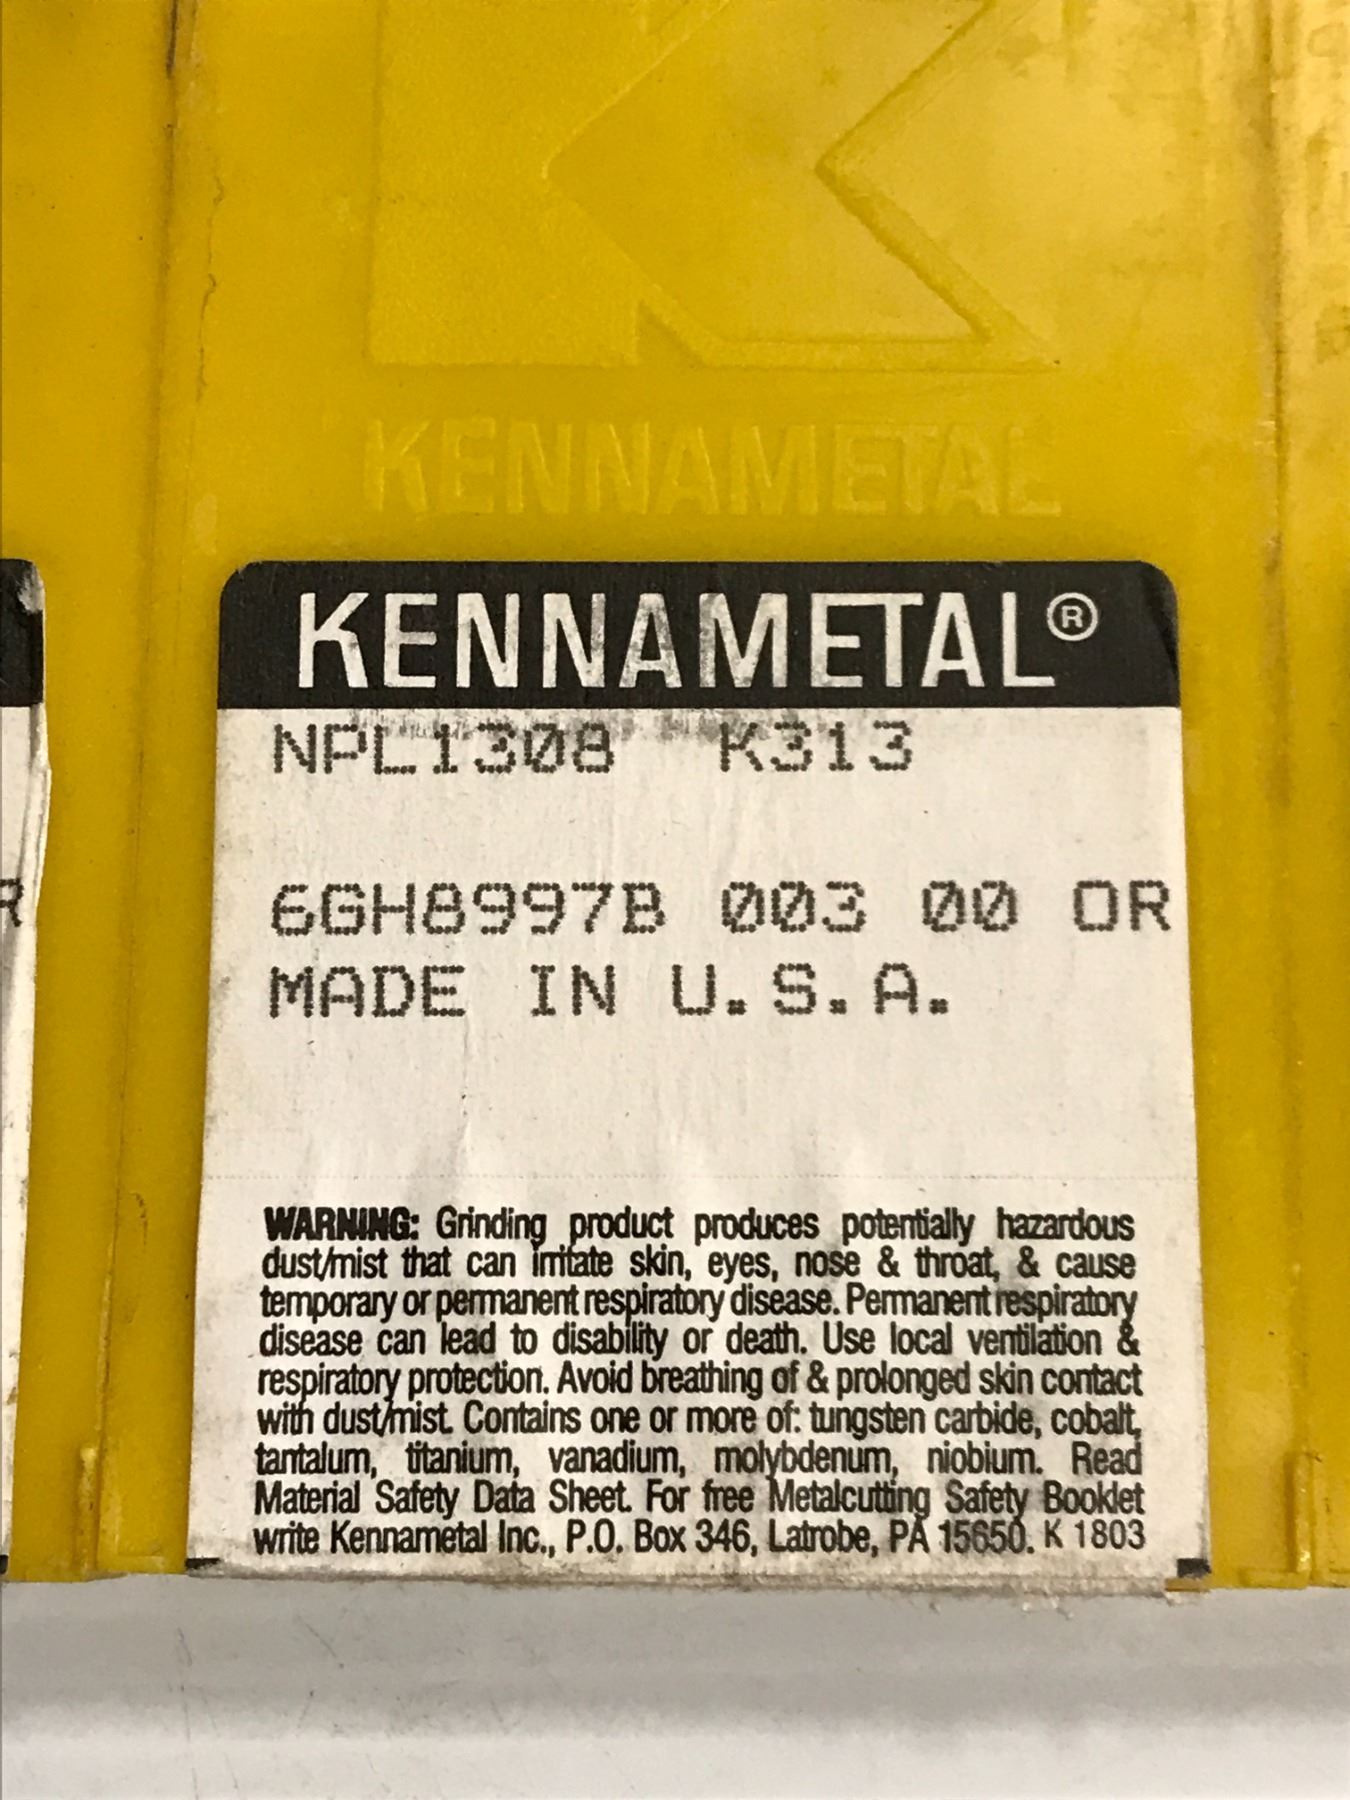 KENNAMETAL
KENNAMETAL®
NPL1308 K313
6GH8997B 003 00 OR
MADE IN U.S.A.
WARNING: Grinding product produces potentially hazardous
dust/mist that can irritate skin, eyes, nose & throat, & cause
temporary or permanent respiratory disease. Permanent respiratory
disease can lead to disability or death. Use local ventilation &
respiratory protection. Avoid breathing of & prolonged skin contact
with dust/mist. Contains one or more of: tungsten carbide, cobalt,
tantalum, titanium, vanadium, molybdenum, niobium. Read
Material Safety Data Sheet. For free Metalcutting Safety Booklet
write Kennametal Inc., P.O. Box 346, Latrobe, PA 15650. K 1803
R